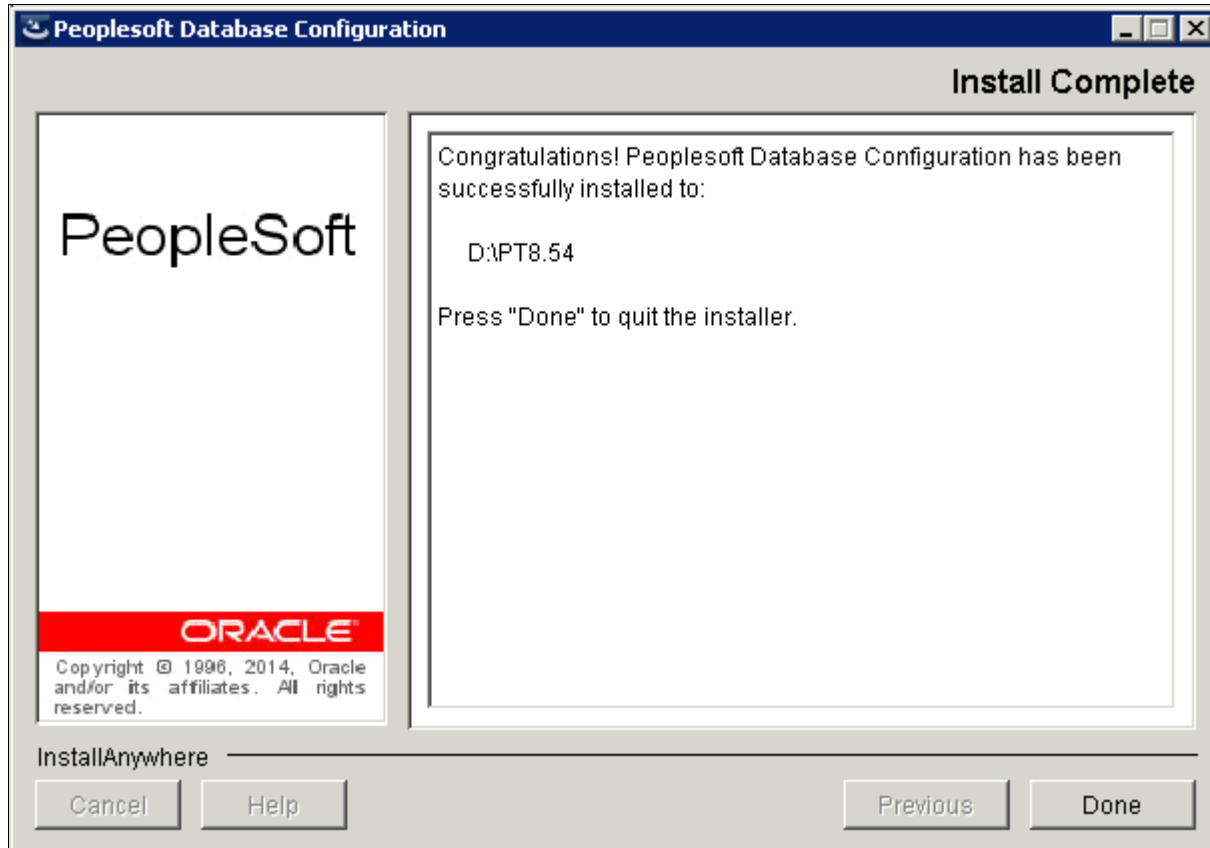 Peoplesoft Database Configuration
Install Complete
PeopleSoft
ORACLE
Copyright © 1996, 2014, Oracle
and/or its affiliates. All rights
reserved.
Congratulations! Peoplesoft Database Configuration has been
successfully installed to:
D:\PT8.54
Press "Done" to quit the installer.
InstallAnywhere
Cancel
Help
Previous
Done